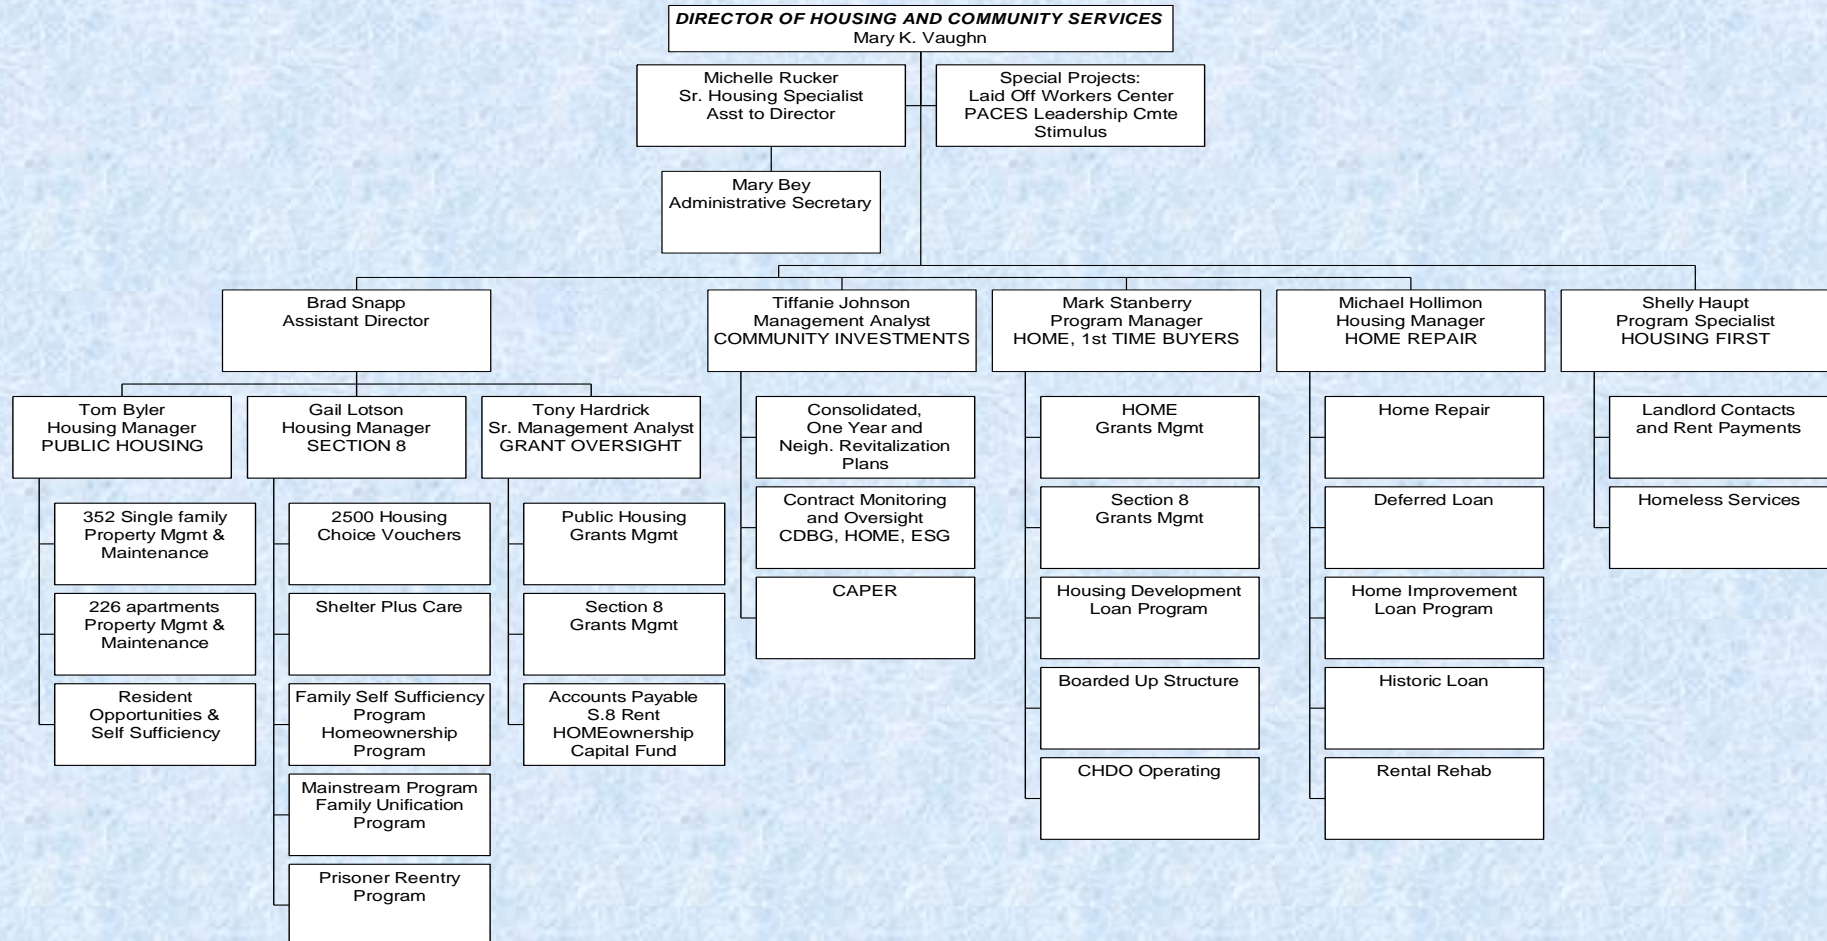 DIRECTOR OF HOUSING AND COMMUNITY SERVICES
Mary K. Vaughn
Michelle Rucker
Sr. Housing Specialist
Asst to Director
Special Projects:
Laid Off Workers Center
PACES Leadership Cmte
Stimulus
Mary Bey
Administrative Secretary
Brad Snapp
Assistant Director
Tiffanie Johnson
Management Analyst
COMMUNITY INVESTMENTS
Mark Stanberry
Program Manager
HOME, 1st TIME BUYERS
Michael Hollimon
Housing Manager
HOME REPAIR
Shelly Haupt
Program Specialist
HOUSING FIRST
Tom Byler
Housing Manager
PUBLIC HOUSING
Gail Lotson
Housing Manager
SECTION 8
Tony Hardrick
Sr. Management Analyst
GRANT OVERSIGHT
352 Single family
Property Mgmt &
Maintenance
226 apartments
Property Mgmt &
Maintenance
Resident
Opportunities &
Self Sufficiency
2500 Housing
Choice Vouchers
Shelter Plus Care
Family Self Sufficiency
Program
Homeownership
Program
Mainstream Program
Family Unification
Program
Prisoner Reentry
Program
Public Housing
Grants Mgmt
Section 8
Grants Mgmt
Accounts Payable
S.8 Rent
HOMEownership
Capital Fund
Consolidated,
One Year and
Neigh. Revitalization
Plans
Contract Monitoring
and Oversight
CDBG, HOME, ESG
CAPER
HOME
Grants Mgmt
Section 8
Grants Mgmt
Housing Development
Loan Program
Boarded Up Structure
CHDO Operating
Home Repair
Deferred Loan
Home Improvement
Loan Program
Historic Loan
Rental Rehab
Landlord Contacts
and Rent Payments
Homeless Services